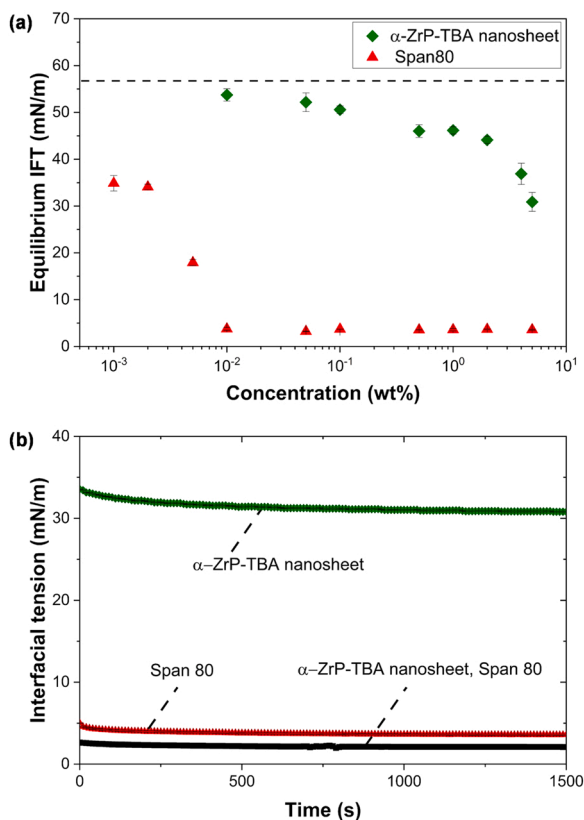 (a)
70
60
50
40
30
20
10
0
Equilibrium IFT (mN/m)
α-ZrP-TBA nanosheet
Span80
10⁻³
10⁻²
10⁻¹
10⁰
10¹
Concentration (wt%)
(b)
40
30
20
10
0
Interfacial tension (mN/m)
α−ZrP-TBA nanosheet
Span 80
α−ZrP-TBA nanosheet, Span 80
0
500
1000
1500
Time (s)